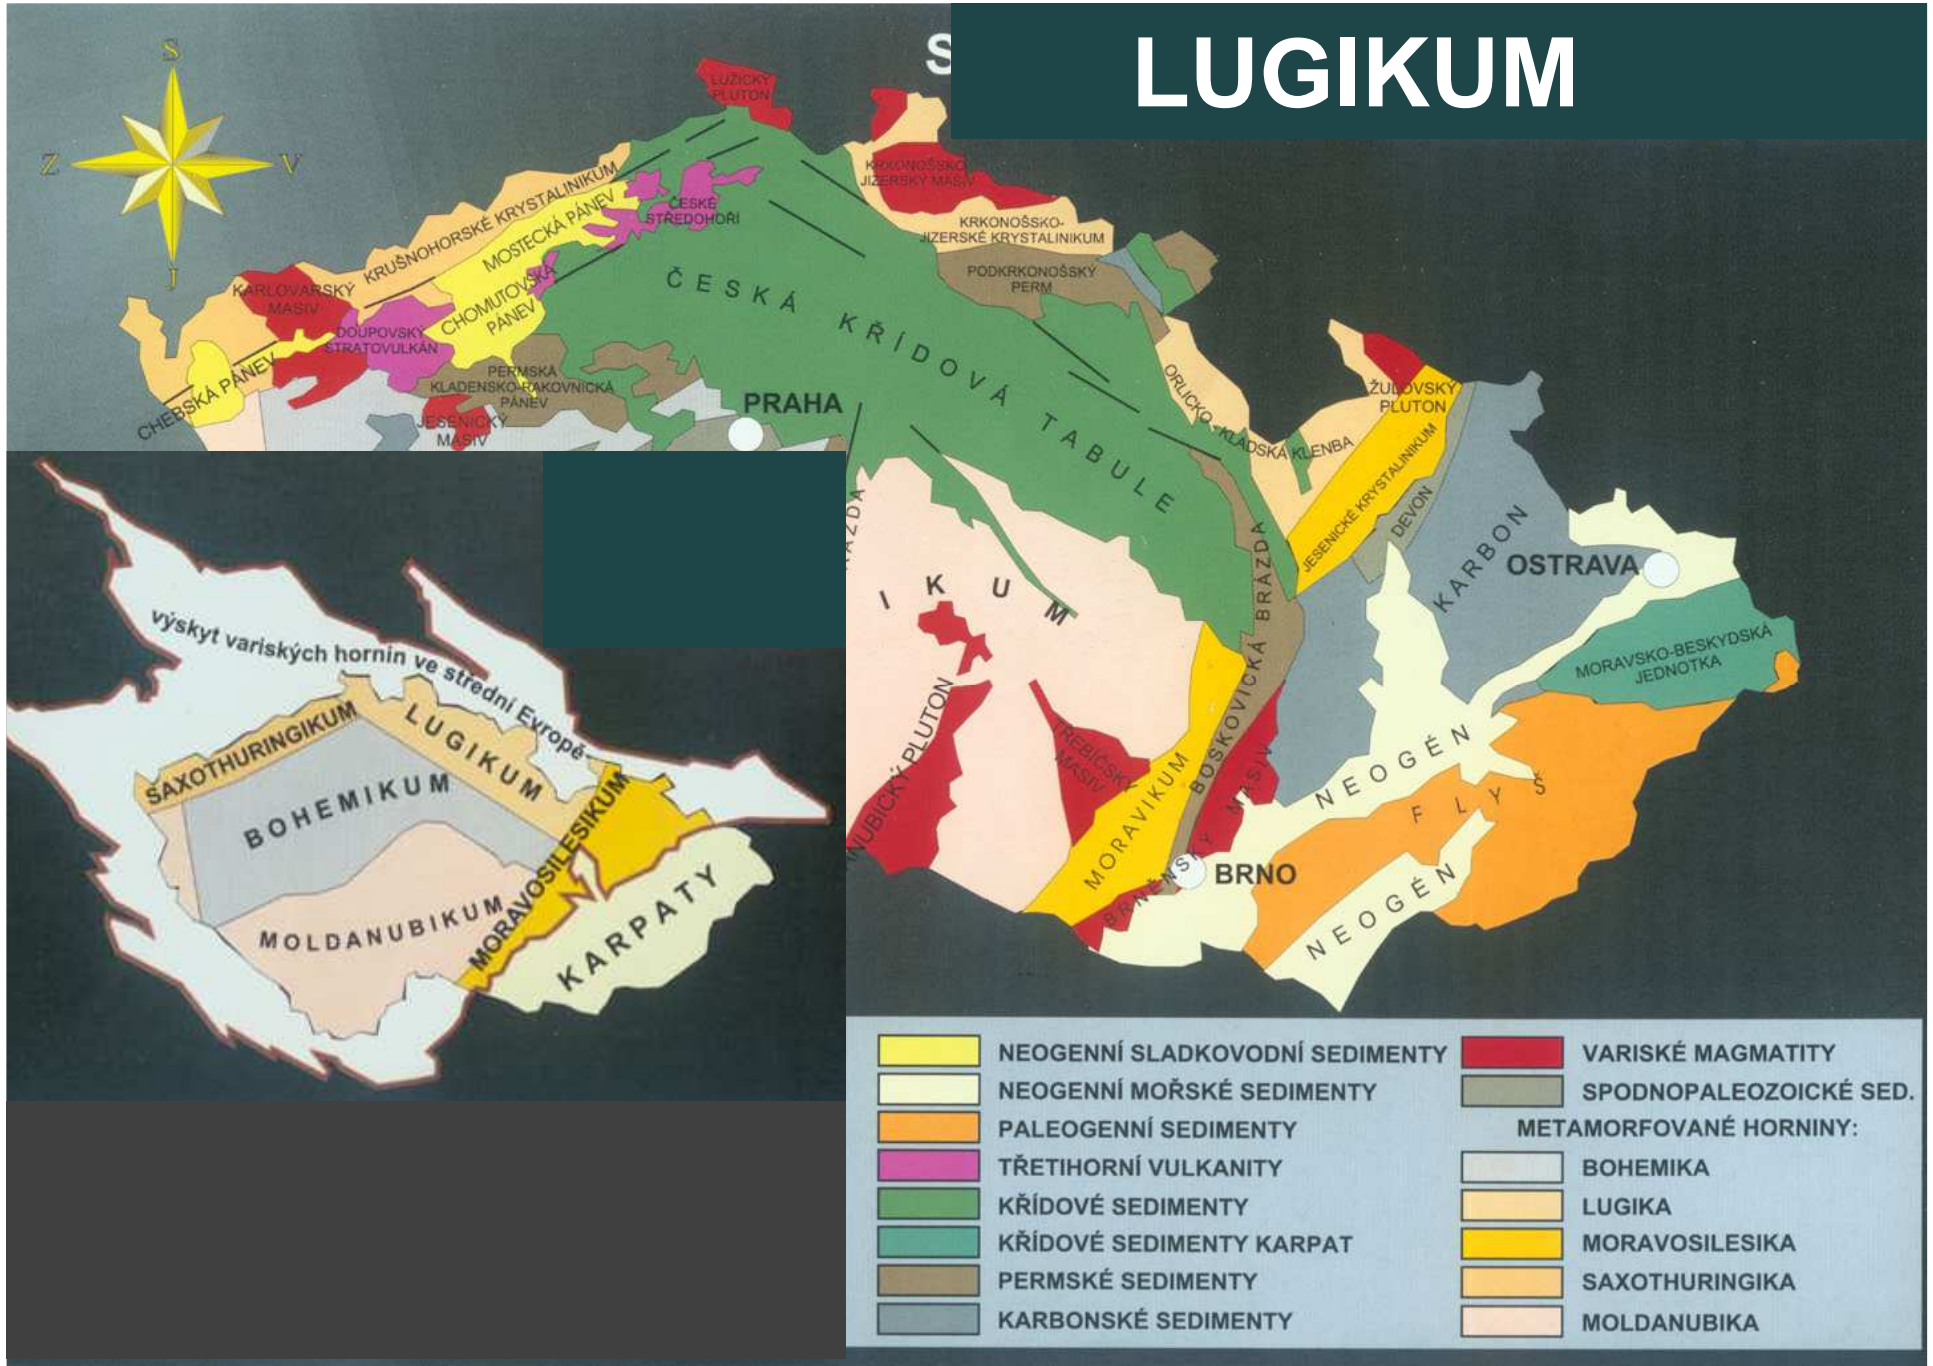 LUGIKUM
S
S
Z
V
J
LUŽICKÝ
PLUTON
KRKONOŠSKO-
JIZERSKÝ MASIV
KRUŠNOHORSKÉ KRYSTALINIKUM
MOSTECKÁ PÁNEV
ČESKÉ
STŘEDOHOŘÍ
KRKONOŠSKO-
JIZERSKÉ KRYSTALINIKUM
PODKRKONOŠSKÝ
PERM
KARLOVARSKÝ
MASIV
DOUPOVSKÝ
STRATOVULKÁN
CHOMUTOVSKÁ
PÁNEV
ČESKÁ KŘÍDOVÁ TABULE
CHEBSKÁ PÁNEV
PERMSKÁ
KLADENSKO-RAKOVNICKÁ
PÁNEV
JESENICKÝ
MASIV
PRAHA
ORLICKO-KLADSKÁ KLENBA
ŽULOVSKÝ
PLUTON
JESENICKÉ KRYSTALINIKUM
DEVON
KARBON
OSTRAVA
MORAVSKO-BESKYDSKÁ
JEDNOTKA
IKUM
TŘEBÍČSKÝ
MASIV
MORAVIKUM
BOSKOVICKÁ BRÁZDA
BRNĚNSKÝ MASIV
BRNO
NEOGÉN
FLYŠ
NEOGÉN
výskyt variských hornin ve střední Evropě
SAXOTHURINGIKUM
LUGIKUM
BOHEMIKUM
MOLDANUBIKUM
MORAVOSILESIKUM
KARPATY
NEOGENNÍ SLADKOVODNÍ SEDIMENTY
NEOGENNÍ MOŘSKÉ SEDIMENTY
PALEOGENNÍ SEDIMENTY
TŘETIHORNÍ VULKANITY
KŘÍDOVÉ SEDIMENTY
KŘÍDOVÉ SEDIMENTY KARPAT
PERMSKÉ SEDIMENTY
KARBONSKÉ SEDIMENTY
VARISKÉ MAGMATITY
SPODNOPALEOZOICKÉ SED.
METAMORFOVANÉ HORNINY:
BOHEMIKA
LUGIKA
MORAVOSILESIKA
SAXOTHURINGIKA
MOLDANUBIKA